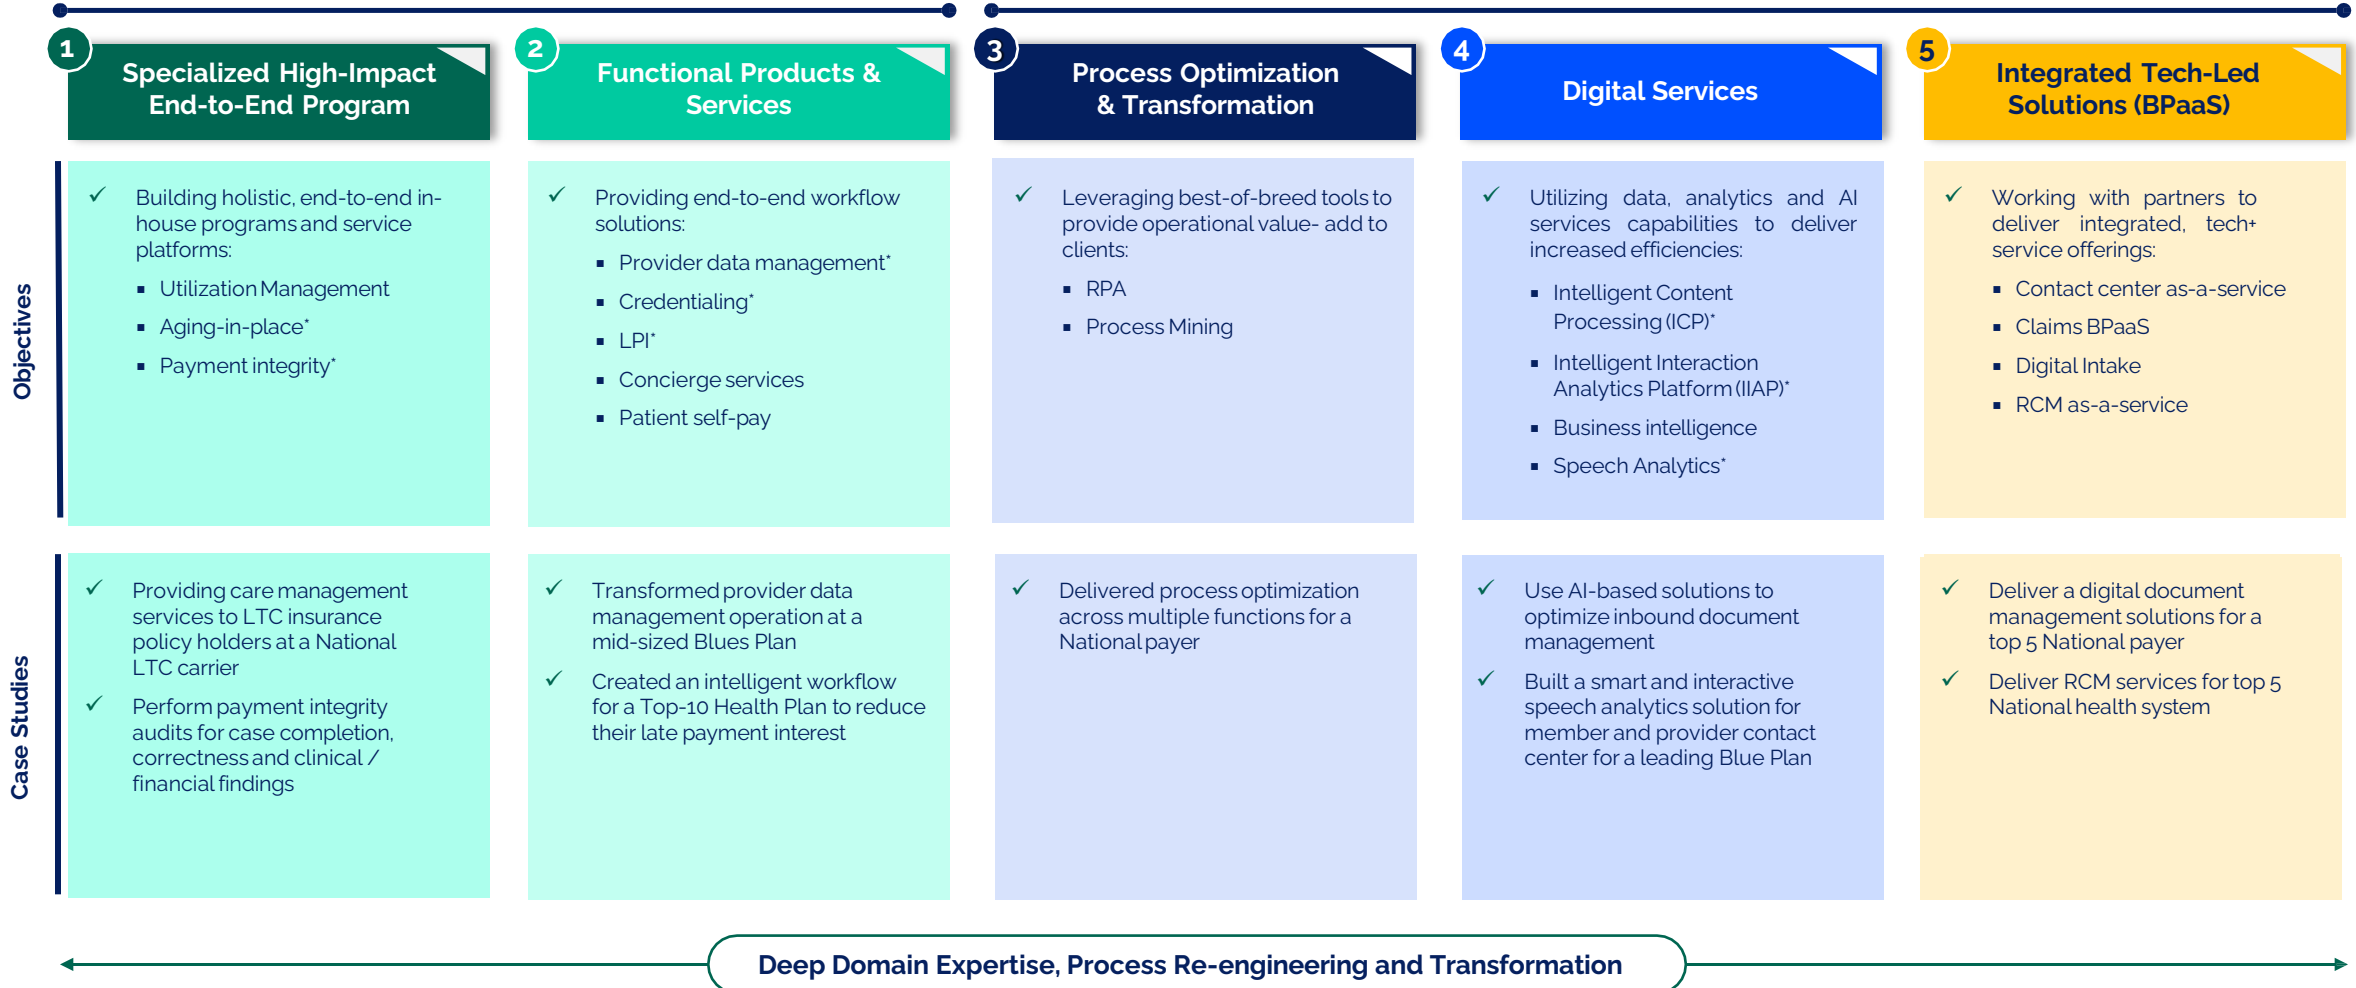 1
Specialized High-Impact
End-to-End Program
2
Functional Products &
Services
3
Process Optimization
& Transformation
4
Digital Services
5
Integrated Tech-Led
Solutions (BPaaS)
Objectives
✓ Building holistic, end-to-end in-
house programs and service
platforms:
▪ Utilization Management
▪ Aging-in-place*
▪ Payment integrity*
✓ Providing end-to-end workflow
solutions:
▪ Provider data management*
▪ Credentialing*
▪ LPI*
▪ Concierge services
▪ Patient self-pay
✓ Leveraging best-of-breed tools to
provide operational value- add to
clients:
▪ RPA
▪ Process Mining
✓ Utilizing data, analytics and AI
services capabilities to deliver
increased efficiencies:
▪ Intelligent Content
Processing (ICP)*
▪ Intelligent Interaction
Analytics Platform (IIAP)*
▪ Business intelligence
▪ Speech Analytics*
✓ Working with partners to
deliver integrated, tech+
service offerings:
▪ Contact center as-a-service
▪ Claims BPaaS
▪ Digital Intake
▪ RCM as-a-service
Case Studies
✓ Providing care management
services to LTC insurance
policy holders at a National
LTC carrier
✓ Perform payment integrity
audits for case completion,
correctness and clinical /
financial findings
✓ Transformed provider data
management operation at a
mid-sized Blues Plan
✓ Created an intelligent workflow
for a Top-10 Health Plan to reduce
their late payment interest
✓ Delivered process optimization
across multiple functions for a
National payer
✓ Use AI-based solutions to
optimize inbound document
management
✓ Built a smart and interactive
speech analytics solution for
member and provider contact
center for a leading Blue Plan
✓ Deliver a digital document
management solutions for a
top 5 National payer
✓ Deliver RCM services for top 5
National health system
Deep Domain Expertise, Process Re-engineering and Transformation